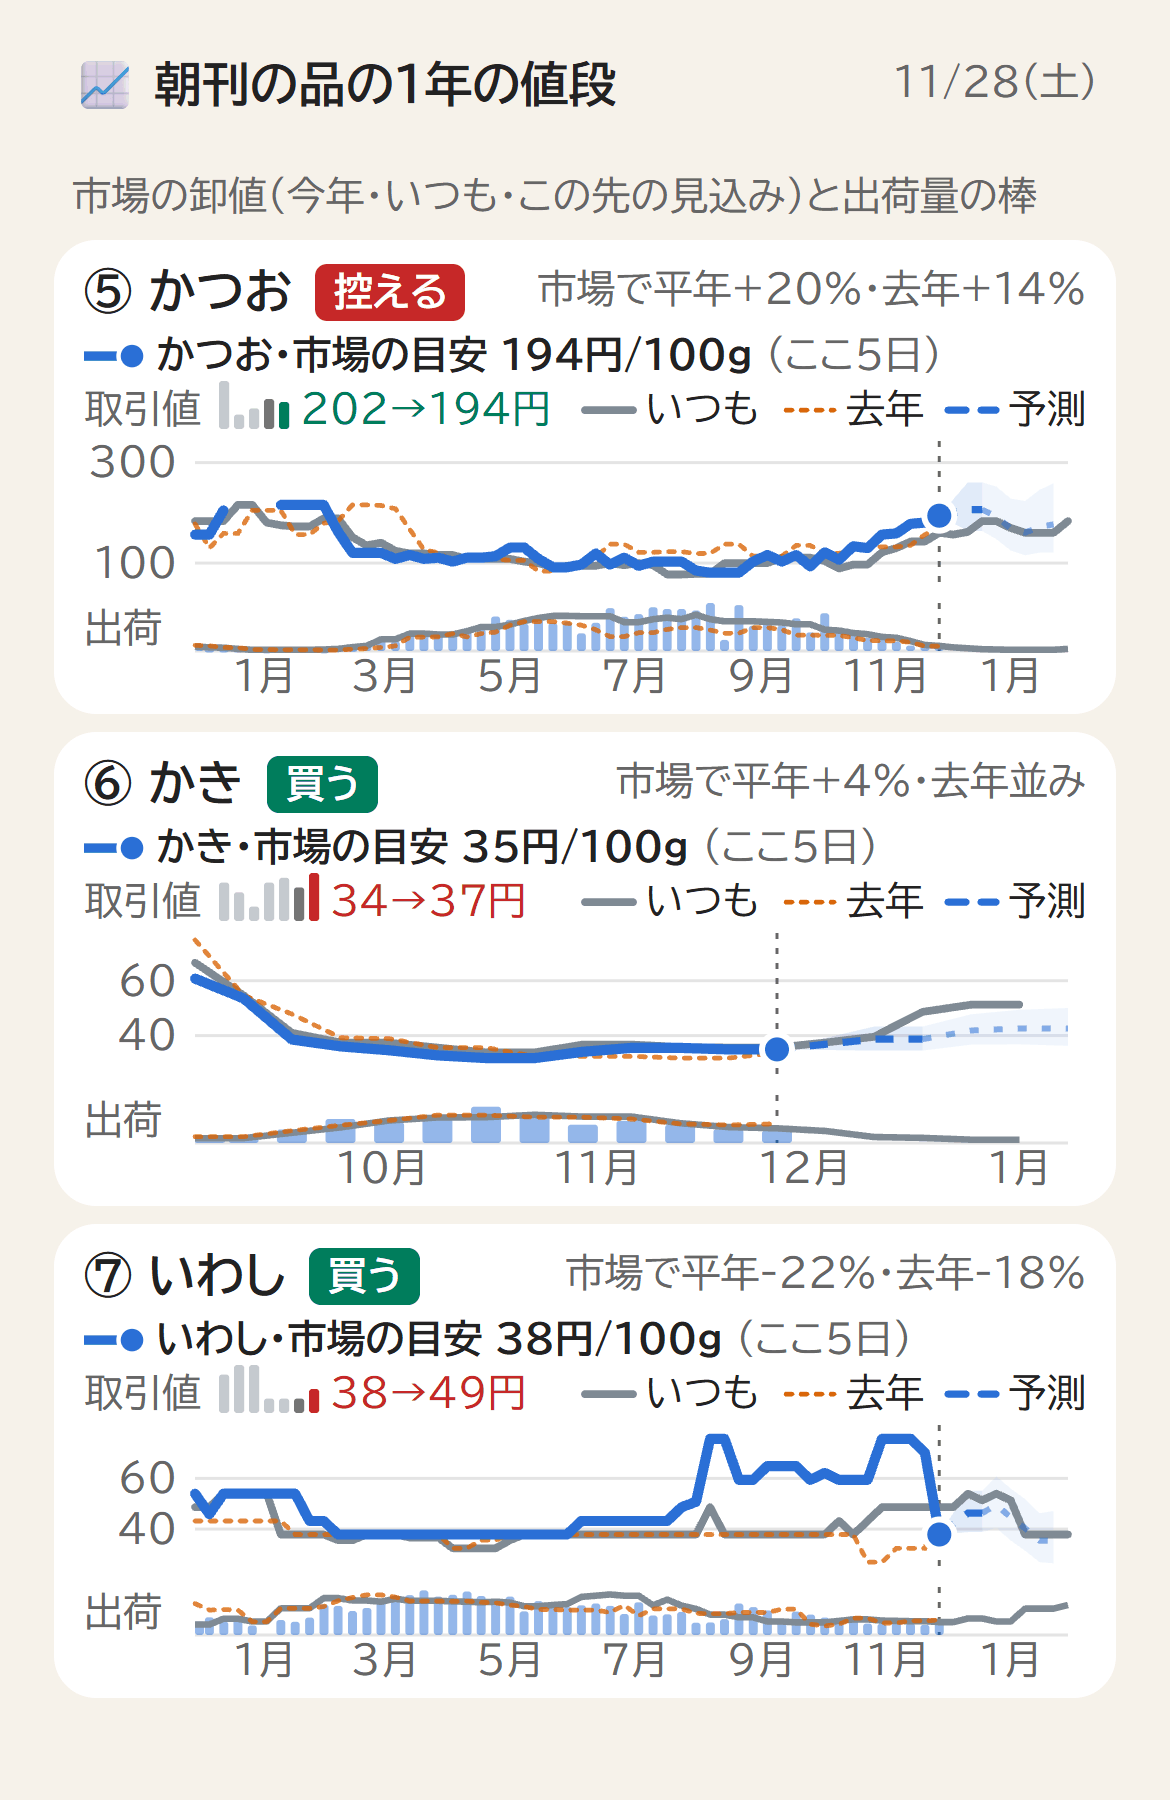 朝刊の品の1年の値段
11/28(土)
市場の卸値(今年・いつも・この先の見込み)と出荷量の棒
⑤ かつお 控える 市場で平年+20%・去年+14%
かつお・市場の目安 194円/100g (ここ5日)
取引値 202→194円 いつも 去年 予測
300
100
出荷
1月 3月 5月 7月 9月 11月 1月
⑥ かき 買う 市場で平年+4%・去年並み
かき・市場の目安 35円/100g (ここ5日)
取引値 34→37円 いつも 去年 予測
60
40
出荷
10月 11月 12月 1月
⑦ いわし 買う 市場で平年-22%・去年-18%
いわし・市場の目安 38円/100g (ここ5日)
取引値 38→49円 いつも 去年 予測
60
40
出荷
1月 3月 5月 7月 9月 11月 1月